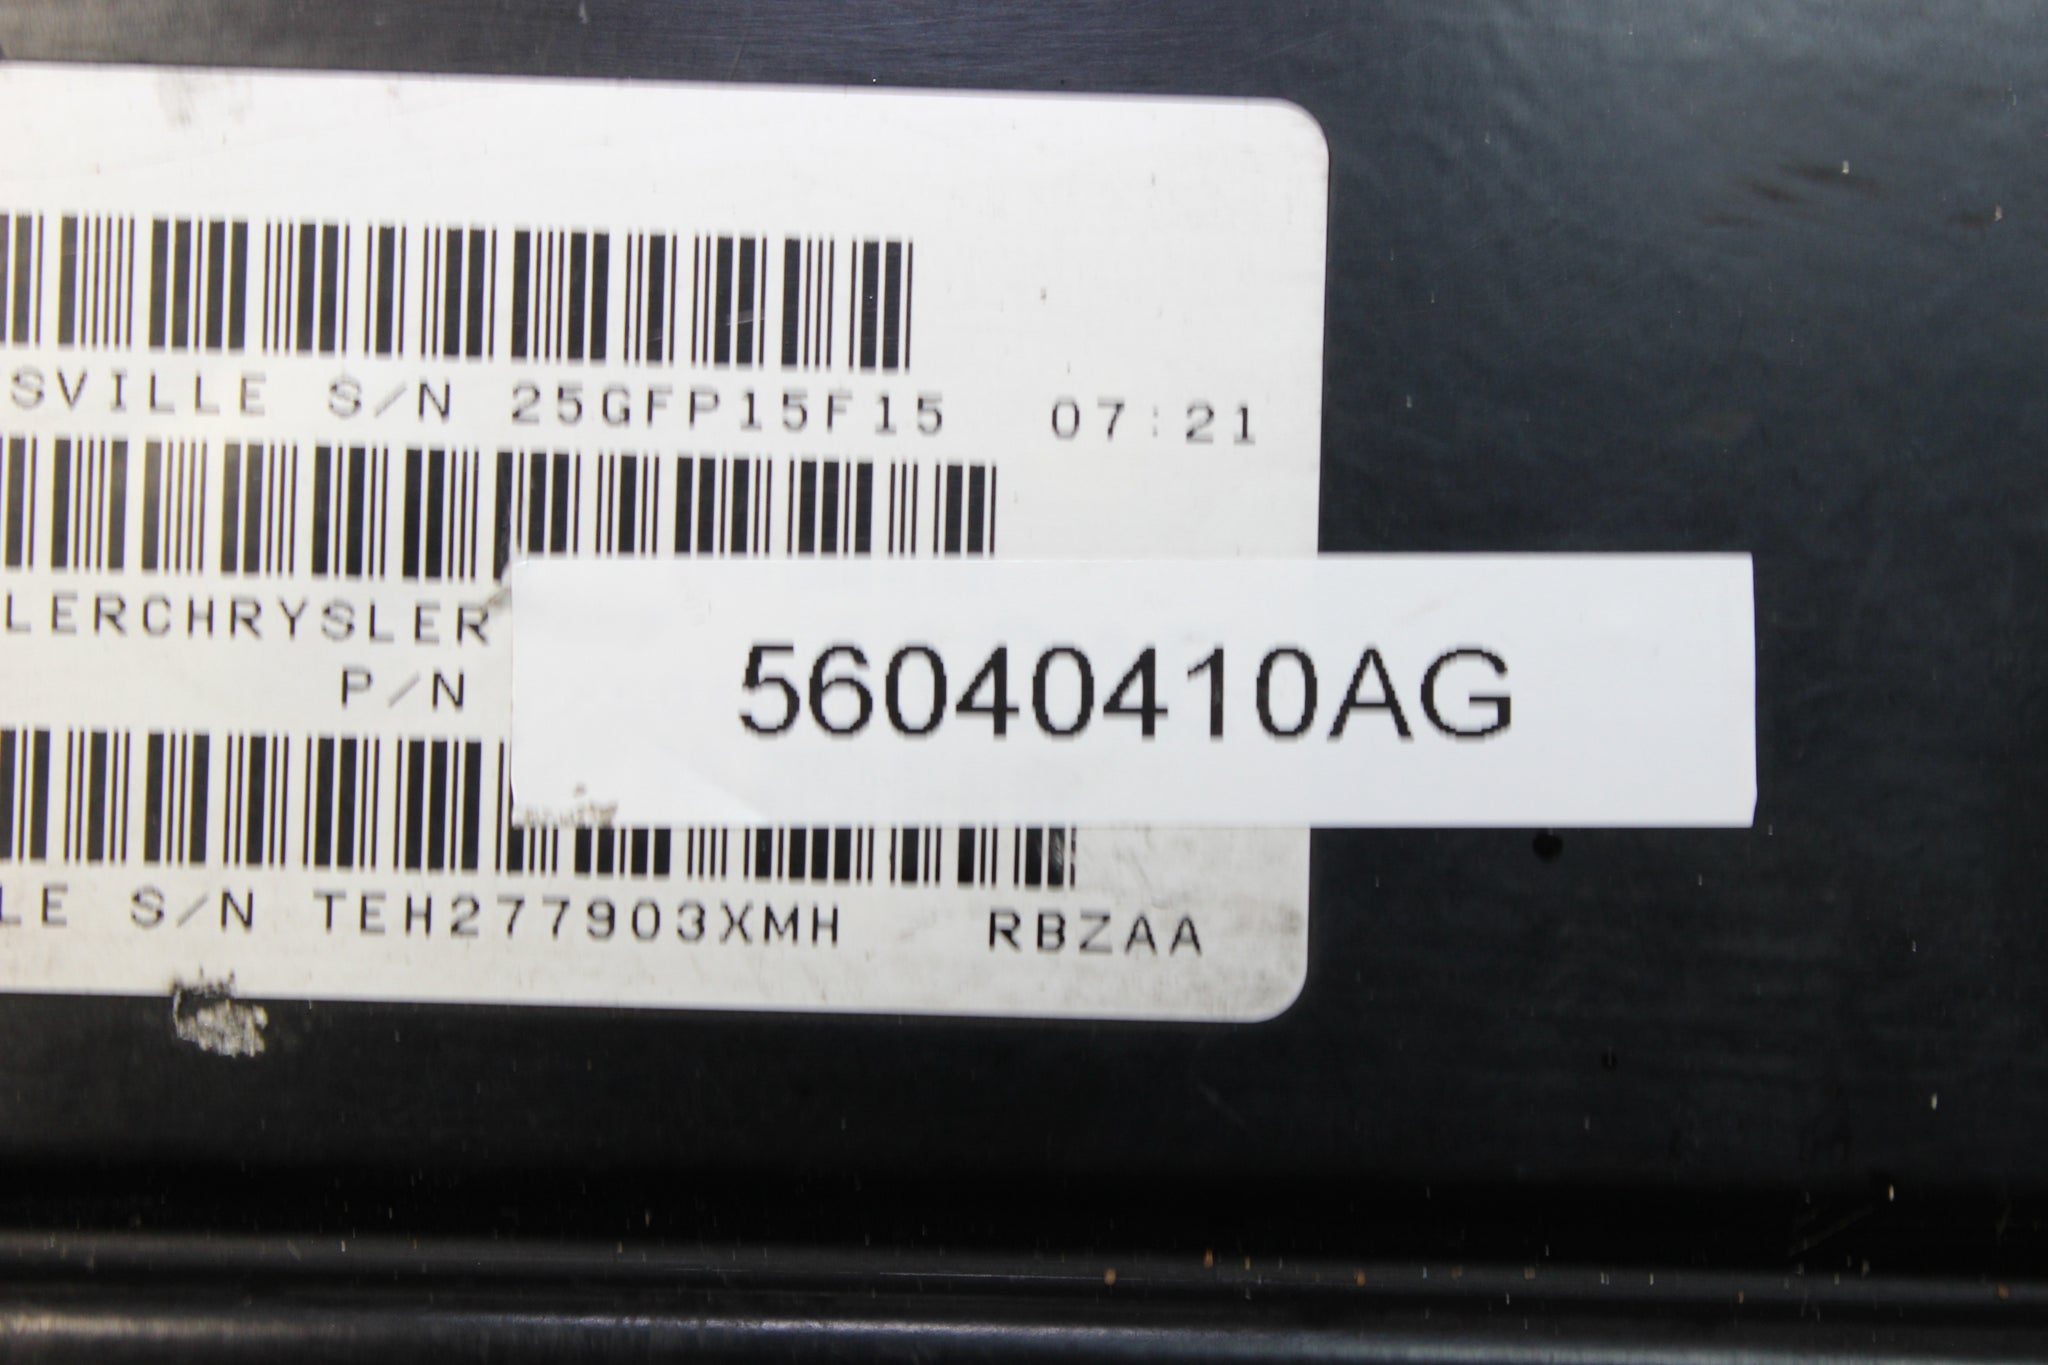 SVILLE S/N 25GFP15F15 07:21
LERCHRYSLER
P/N 56040410AG
LE S/N TEH277903XMH RBZAA